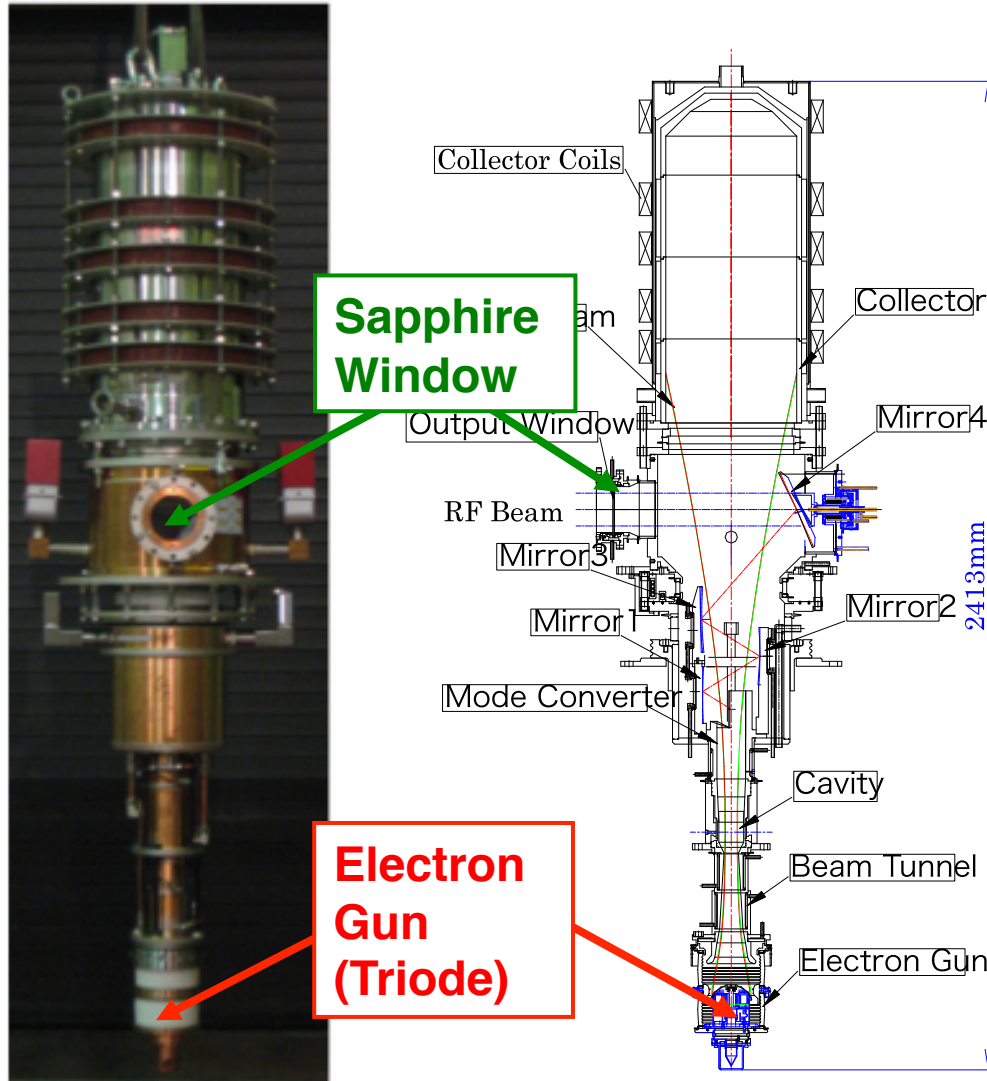 Collector Coils
Sapphire
Window
am
Collector
Output Window
Mirror4
RF Beam
Mirror3
2413mm
Mirror1
Mirror2
Mode Converter
Cavity
Electron
Gun
(Triode)
Beam Tunnel
Electron Gun